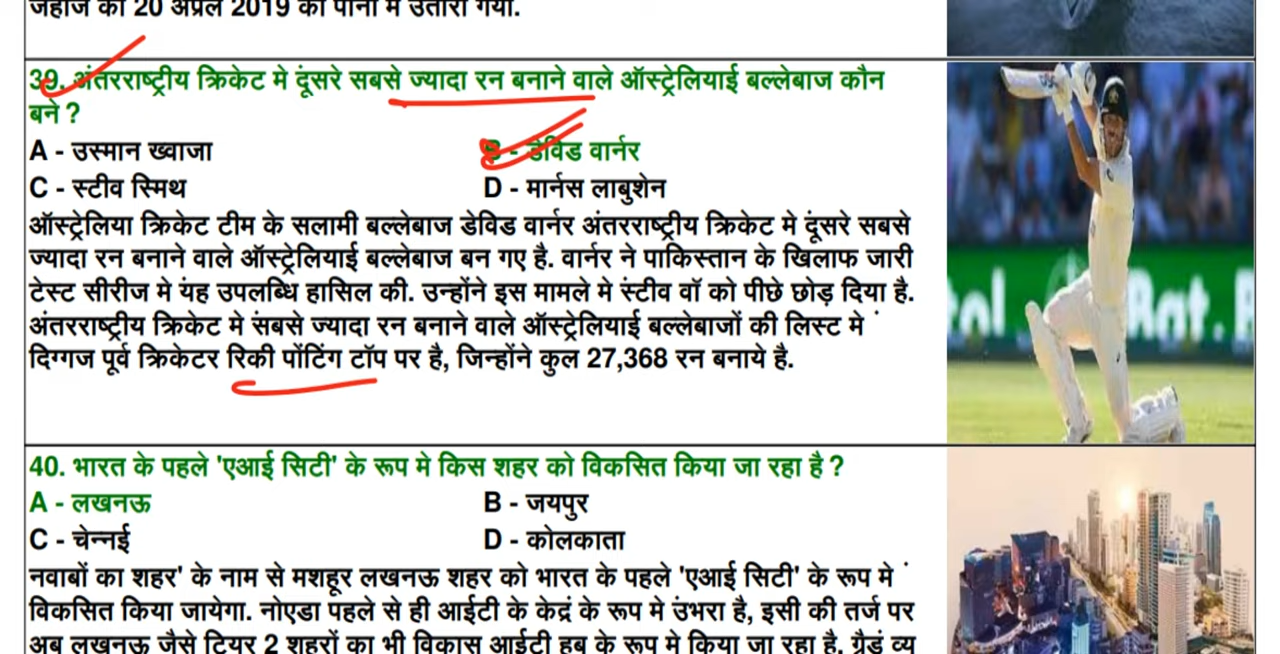 जहाज को 20 अप्रैल 2019 को पानी में उतारा गया.
39. अंतरराष्ट्रीय क्रिकेट मे दूंसरे सबसे ज्यादा रन बनाने वाले ऑस्ट्रेलियाई बल्लेबाज कौन
बने ?
A - उस्मान ख्वाजा
B - डेविड वार्नर
C - स्टीव स्मिथ
D - मार्नस लाबुशेन
ऑस्ट्रेलिया क्रिकेट टीम के सलामी बल्लेबाज डेविड वार्नर अंतरराष्ट्रीय क्रिकेट मे दूंसरे सबसे
ज्यादा रन बनाने वाले ऑस्ट्रेलियाई बल्लेबाज बन गए है. वार्नर ने पाकिस्तान के खिलाफ जारी
टेस्ट सीरीज मे यंह उपलब्धि हासिल की. उन्होंने इस मामले मे स्टीव वॉ को पीछे छोड़ दिया है.
अंतरराष्ट्रीय क्रिकेट मे संबसे ज्यादा रन बनाने वाले ऑस्ट्रेलियाई बल्लेबाजों की लिस्ट मे ं
दिग्गज पूर्व क्रिकेटर रिकी पोंटिंग टॉप पर है, जिन्होंने कुल 27,368 रन बनाये है.
40. भारत के पहले 'एआई सिटी' के रूप मे किस शहर को विकसित किया जा रहा है ?
A - लखनऊ
B - जयपुर
C - चेन्नई
D - कोलकाता
नवाबों का शहर' के नाम से मशहूर लखनऊ शहर को भारत के पहले 'एआई सिटी' के रूप मे ं
विकसित किया जायेगा. नोएडा पहले से ही आईटी के केद्रं के रूप मे उंभरा है, इसी की तर्ज पर
अब लखनऊ जैसे टियर 2 शहरों का भी विकास आईटी हब के रूप मे किया जा रहा है. ग्रैडं व्यू